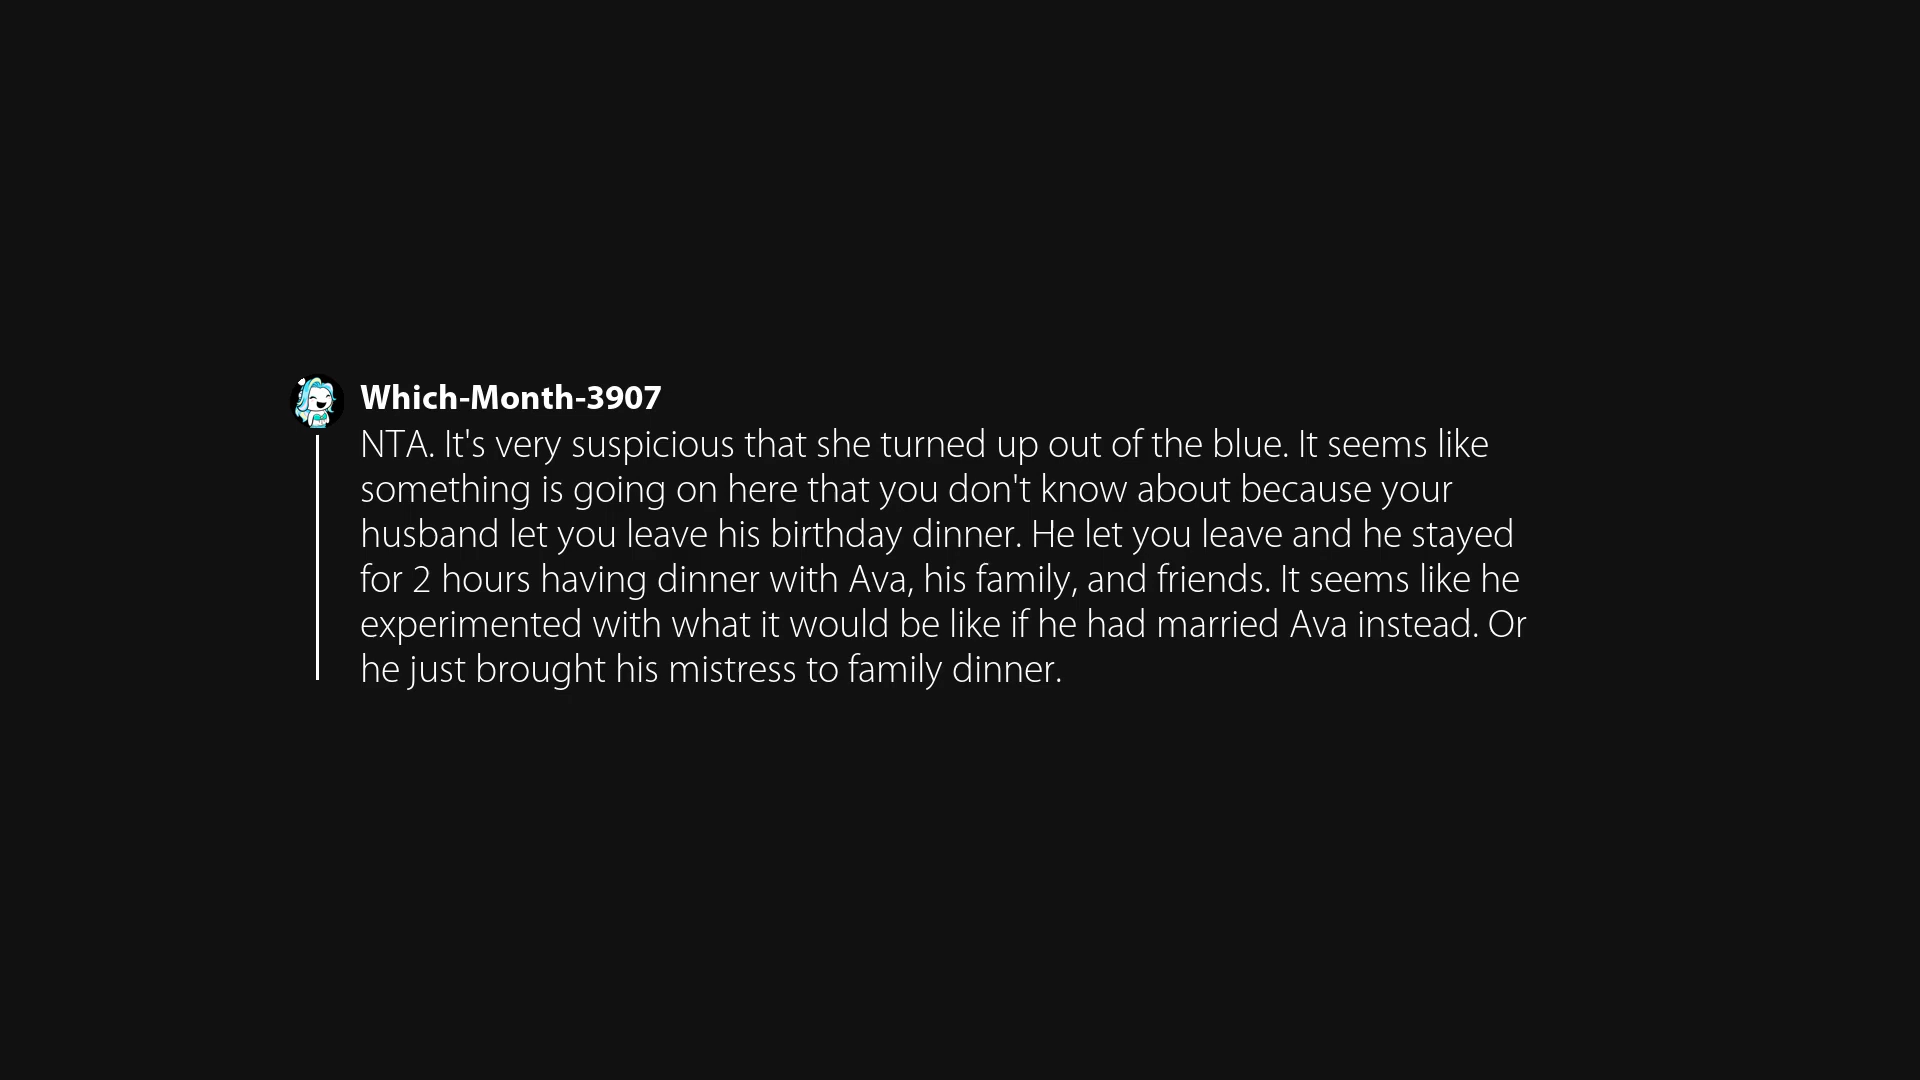 Which-Month-3907
NTA. It's very suspicious that she turned up out of the blue. It seems like
something is going on here that you don't know about because your
husband let you leave his birthday dinner. He let you leave and he stayed
for 2 hours having dinner with Ava, his family, and friends. It seems like he
experimented with what it would be like if he had married Ava instead. Or
he just brought his mistress to family dinner.